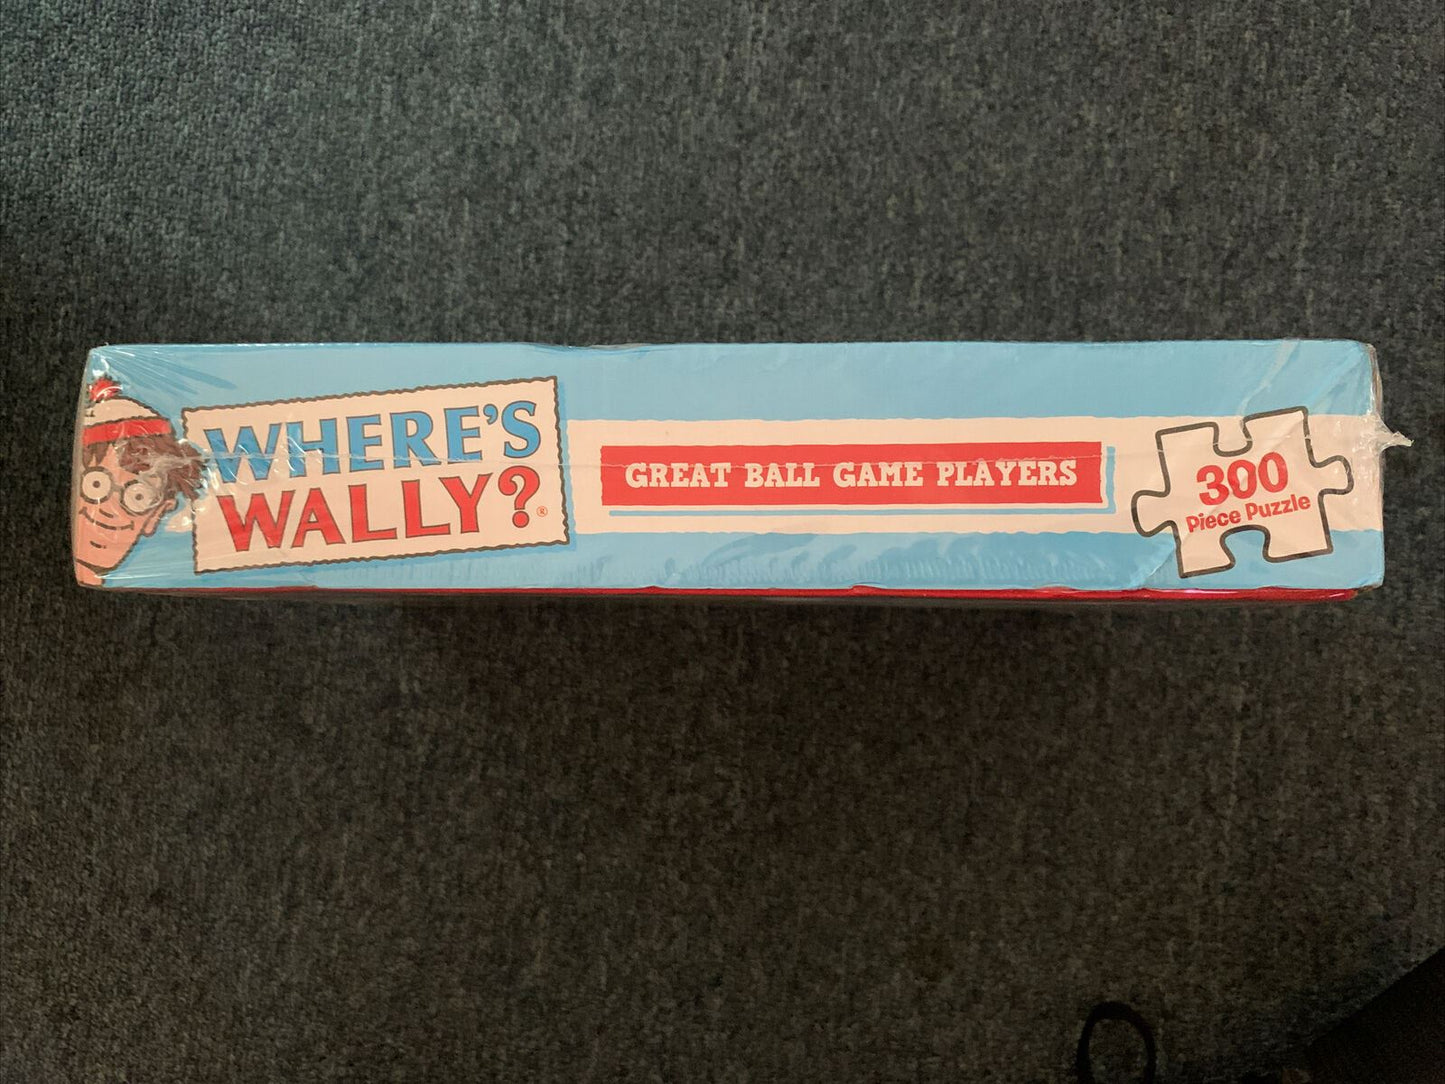 WHERE'S
WALLY?®
GREAT BALL GAME PLAYERS
300
Piece Puzzle